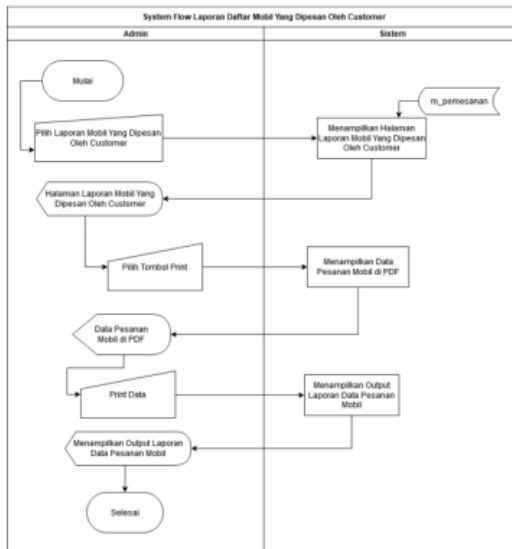 System Flow Laporan Daftar Mobil Yang Dipesan Oleh Customer
Admin
Sistem
Mulai
m_pemesanan
Pilih Laporan Mobil Yang Dipesan
Oleh Customer
Menampilkan Halaman
Laporan Mobil Yang Dipesan
Oleh Customer
Halaman Laporan Mobil Yang
Dipesan Oleh Customer
Pilih Tombol Print
Menampilkan Data
Pesanan Mobil di PDF
Data Pesanan
Mobil di PDF
Print Data
Menampilkan Output
Laporan Data Pesanan
Mobil
Menampilkan Output Laporan
Data Pesanan Mobil
Selesai